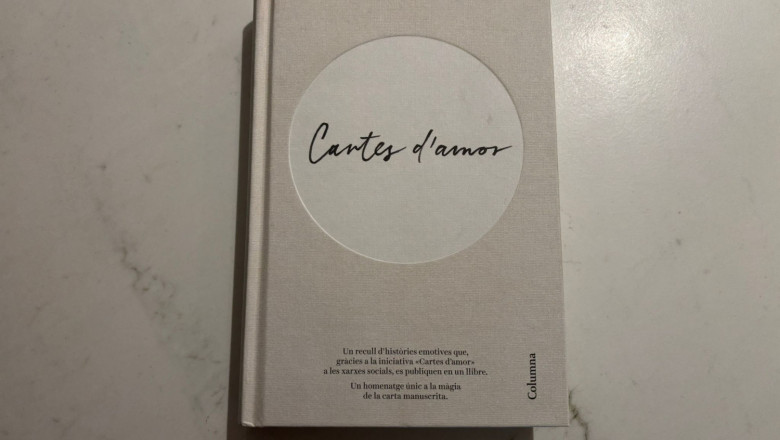 Cartes d'amor
Un recull d'històries emotives que,
gràcies a la iniciativa «Cartes d'amor»
a les xarxes socials, es publiquen en un llibre.
Un homenatge únic a la màgia
de la carta manuscrita.
Columna